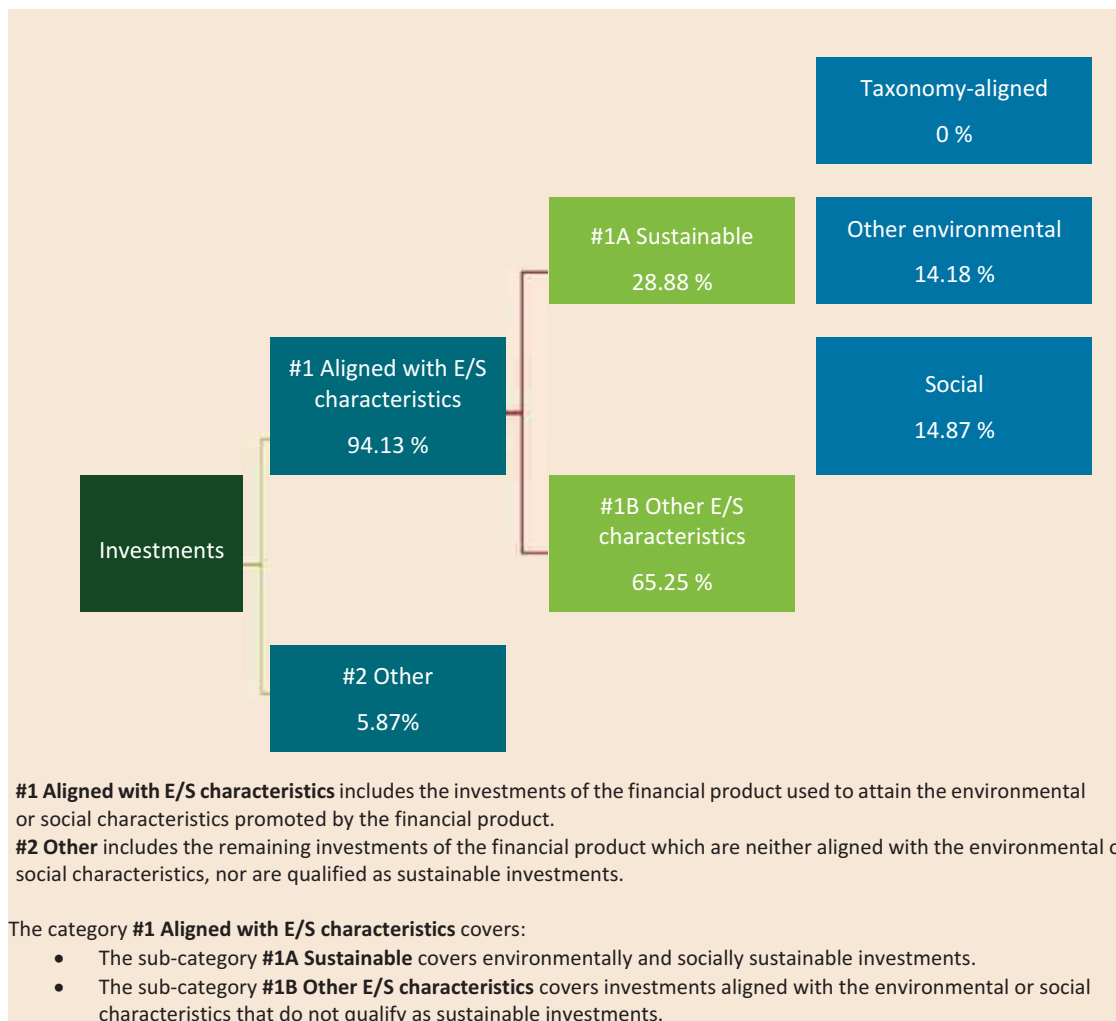 Taxonomy-aligned
0 %
#1A Sustainable
28.88 %
Other environmental
14.18 %
#1 Aligned with E/S
characteristics
94.13 %
Social
14.87 %
Investments
#1B Other E/S
characteristics
65.25 %
#2 Other
5.87%
#1 Aligned with E/S characteristics includes the investments of the financial product used to attain the environmental
or social characteristics promoted by the financial product.
#2 Other includes the remaining investments of the financial product which are neither aligned with the environmental
social characteristics, nor are qualified as sustainable investments.
The category #1 Aligned with E/S characteristics covers:
• The sub-category #1A Sustainable covers environmentally and socially sustainable investments.
• The sub-category #1B Other E/S characteristics covers investments aligned with the environmental or social
characteristics that do not qualify as sustainable investments.